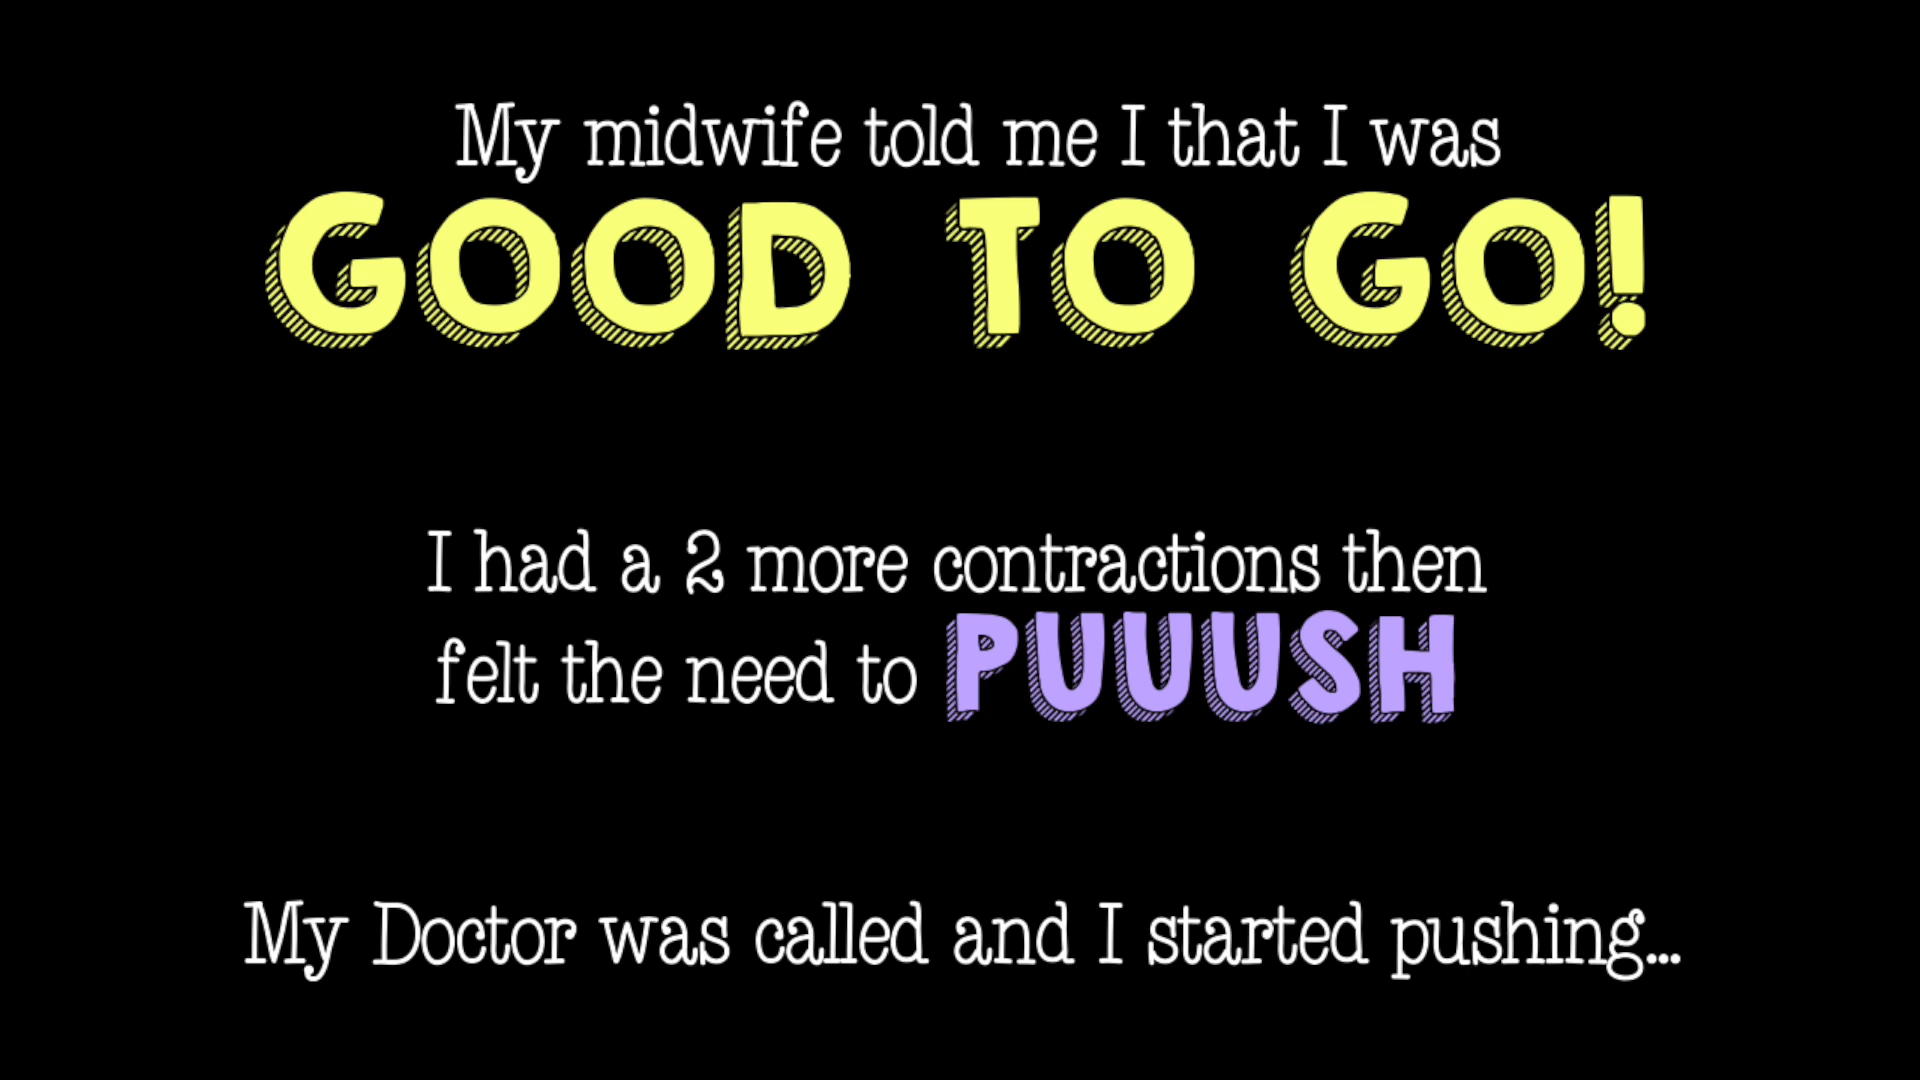 My midwife told me I that I was
GOOD TO GO!
I had a 2 more contractions then
felt the need to PUUUSH
My Doctor was called and I started pushing...